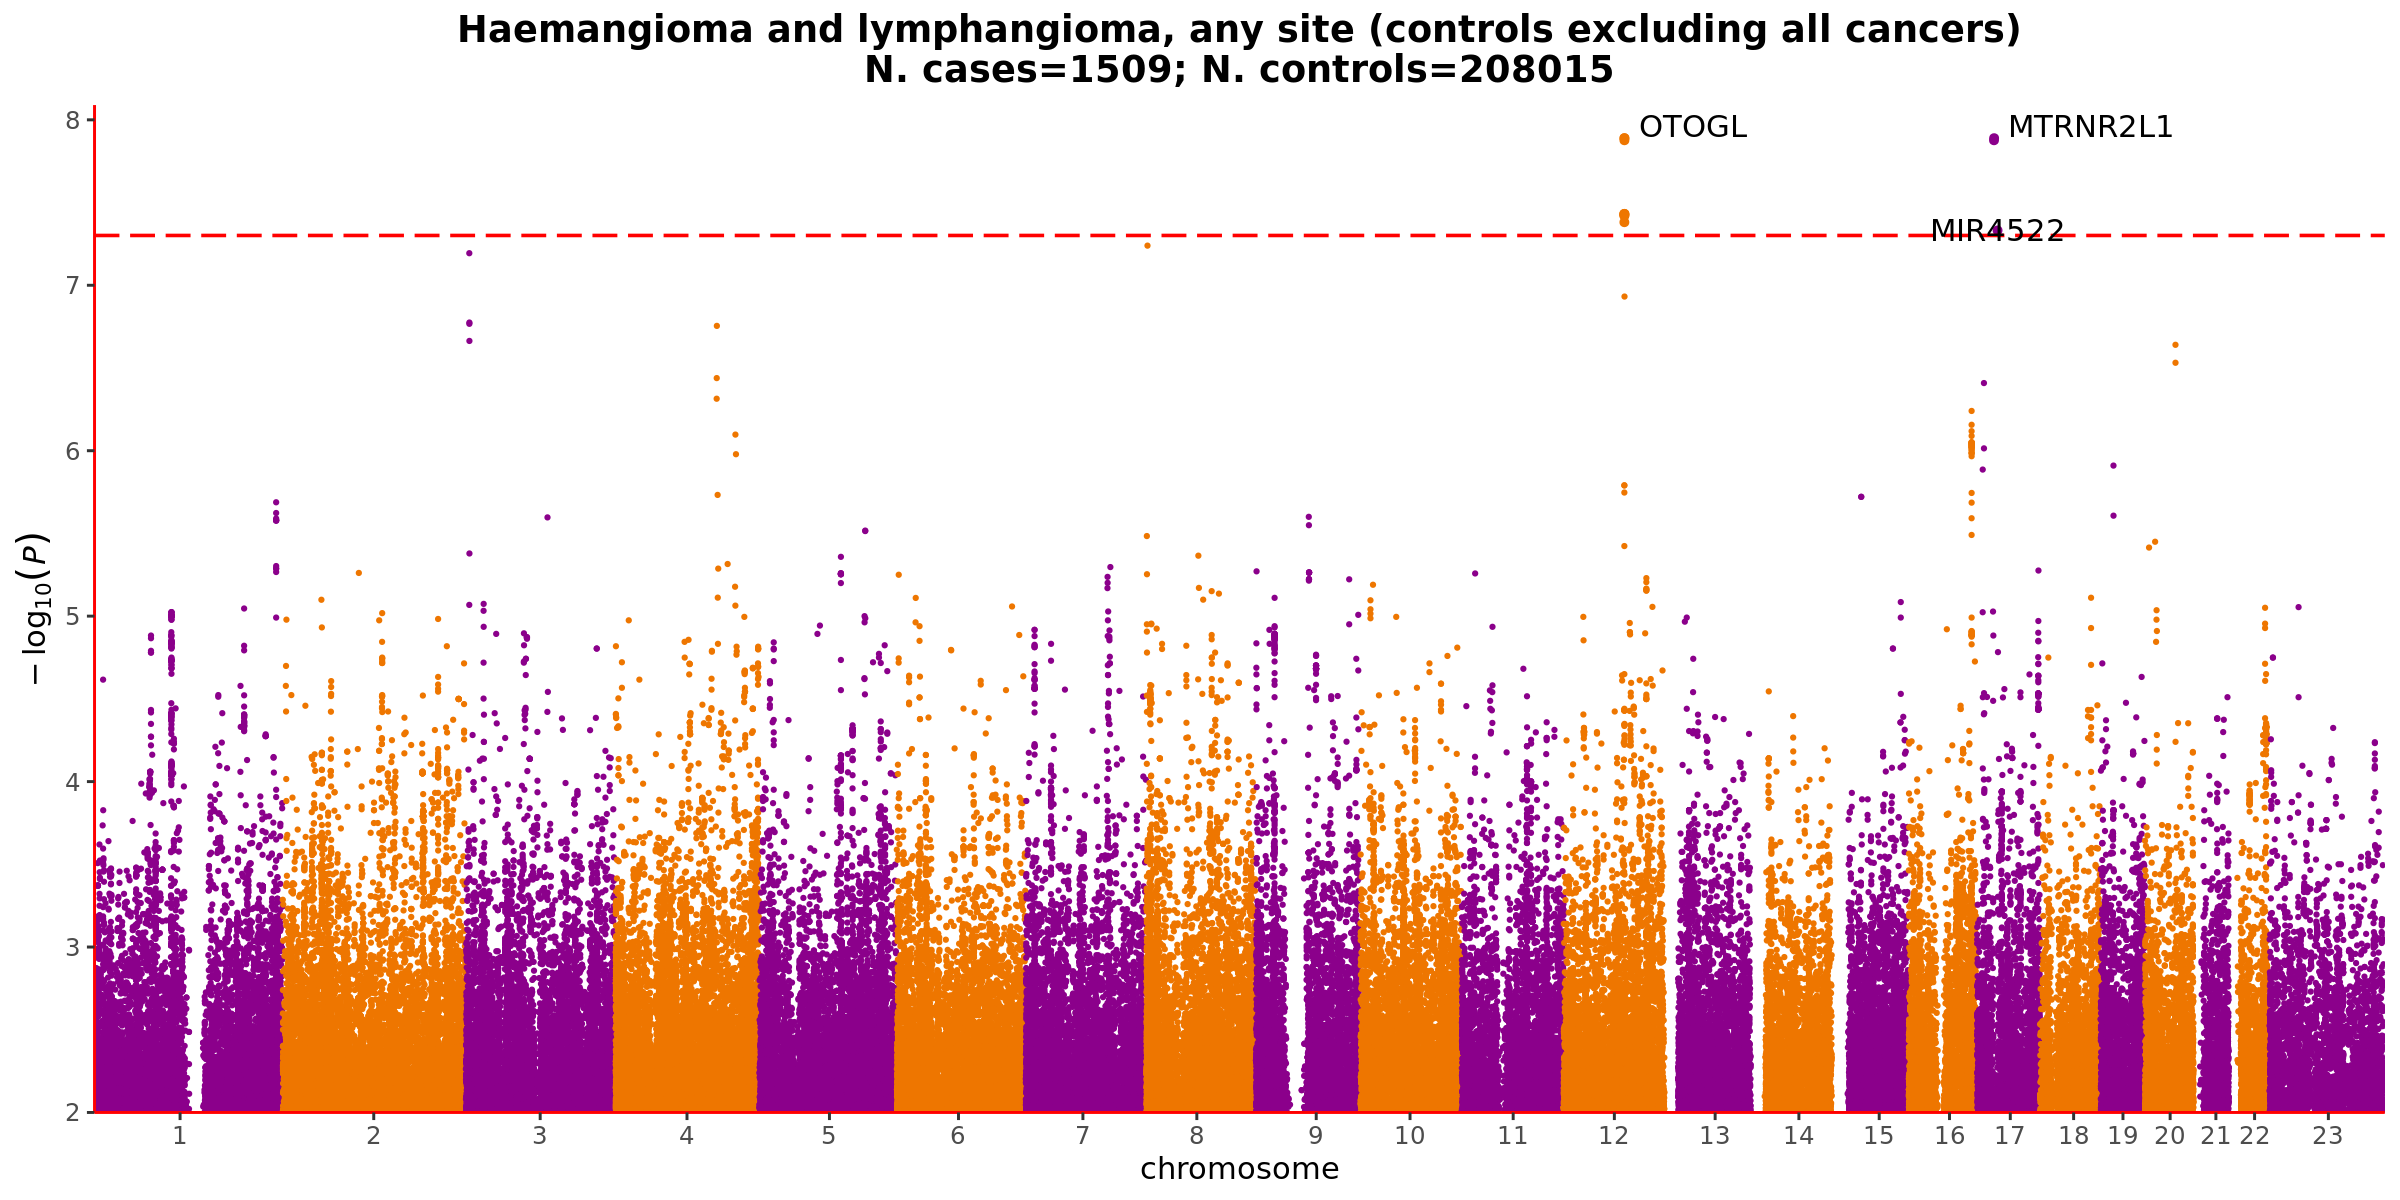 Haemangioma and lymphangioma, any site (controls excluding all cancers)
N. cases=1509; N. controls=208015
8
7
6
5
4
3
2
− log10(P)
OTOGL
MTRNR2L1
MIR4522
1 2 3 4 5 6 7 8 9 10 11 12 13 14 15 16 17 18 19 20 21 22 23
chromosome